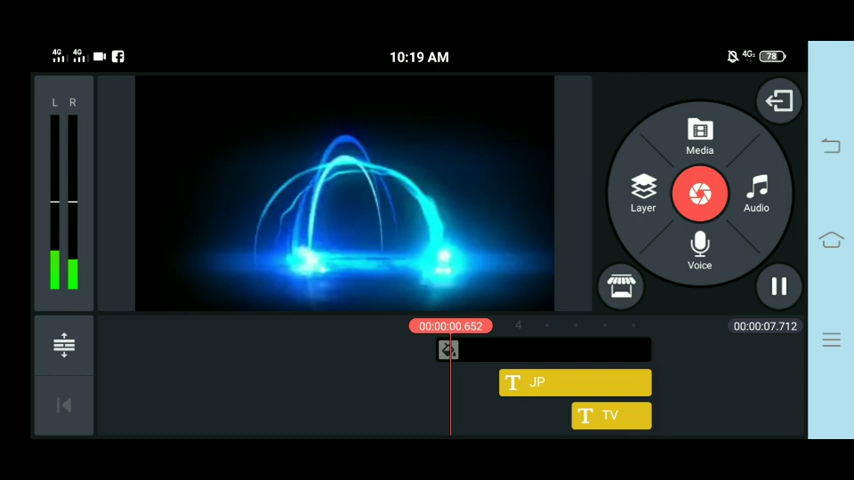 4G 4G 10:19 AM 4G 78
L R
Media
Layer
Audio
Voice
00:00:00.652 4 00:00:07.712
T JP
T TV